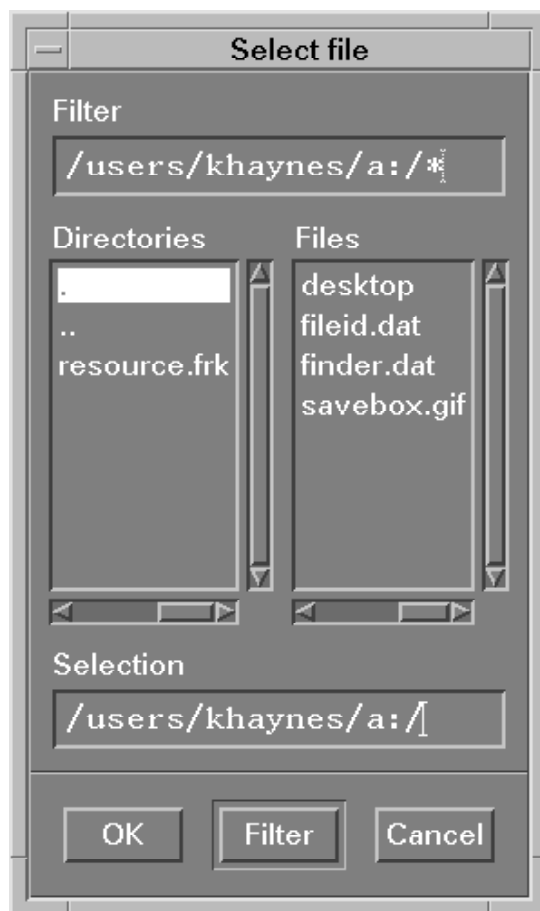 Select file
Filter
/users/khaynes/a:/*
Directories
.
..
resource.frk
Files
desktop
fileid.dat
finder.dat
savebox.gif
Selection
/users/khaynes/a:/
OK
Filter
Cancel